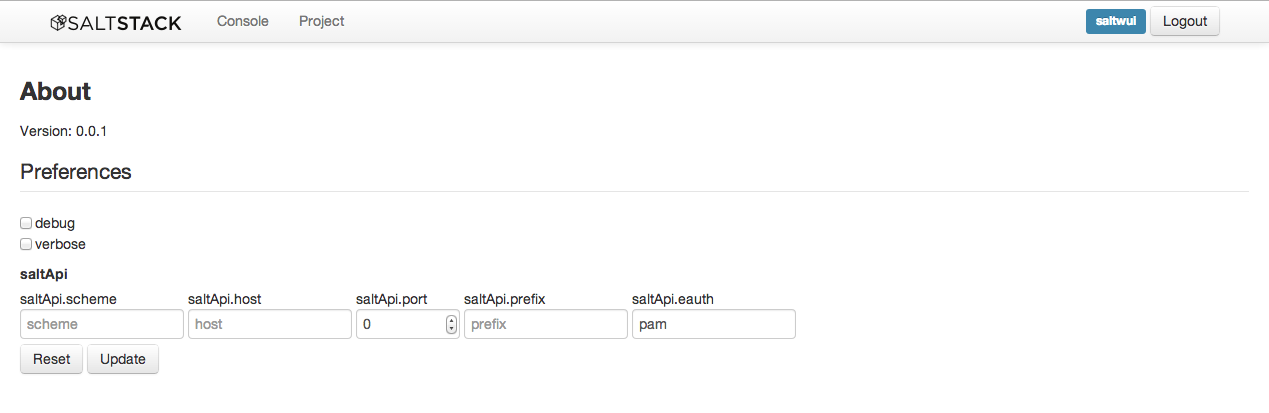 SALTSTACK Console Project saltwui Logout
About
Version: 0.0.1
Preferences
debug
verbose
saltApi
saltApi.scheme saltApi.host saltApi.port saltApi.prefix saltApi.eauth
scheme host 0 prefix pam
Reset Update